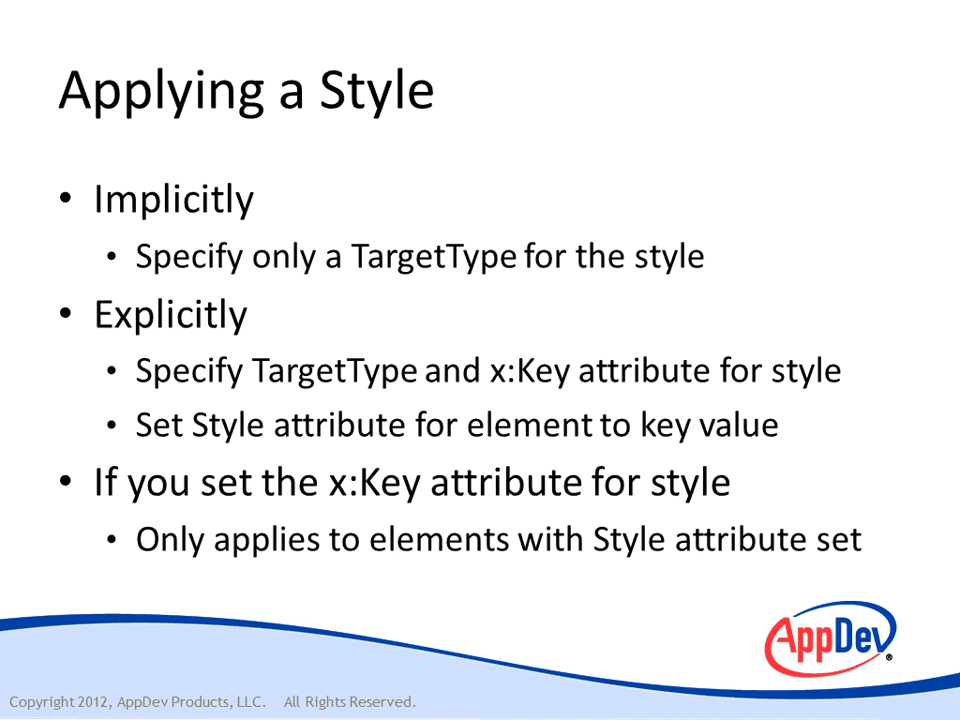 Applying a Style
• Implicitly
• Specify only a TargetType for the style
• Explicitly
• Specify TargetType and x:Key attribute for style
• Set Style attribute for element to key value
• If you set the x:Key attribute for style
• Only applies to elements with Style attribute set
AppDev®
Copyright 2012, AppDev Products, LLC. All Rights Reserved.